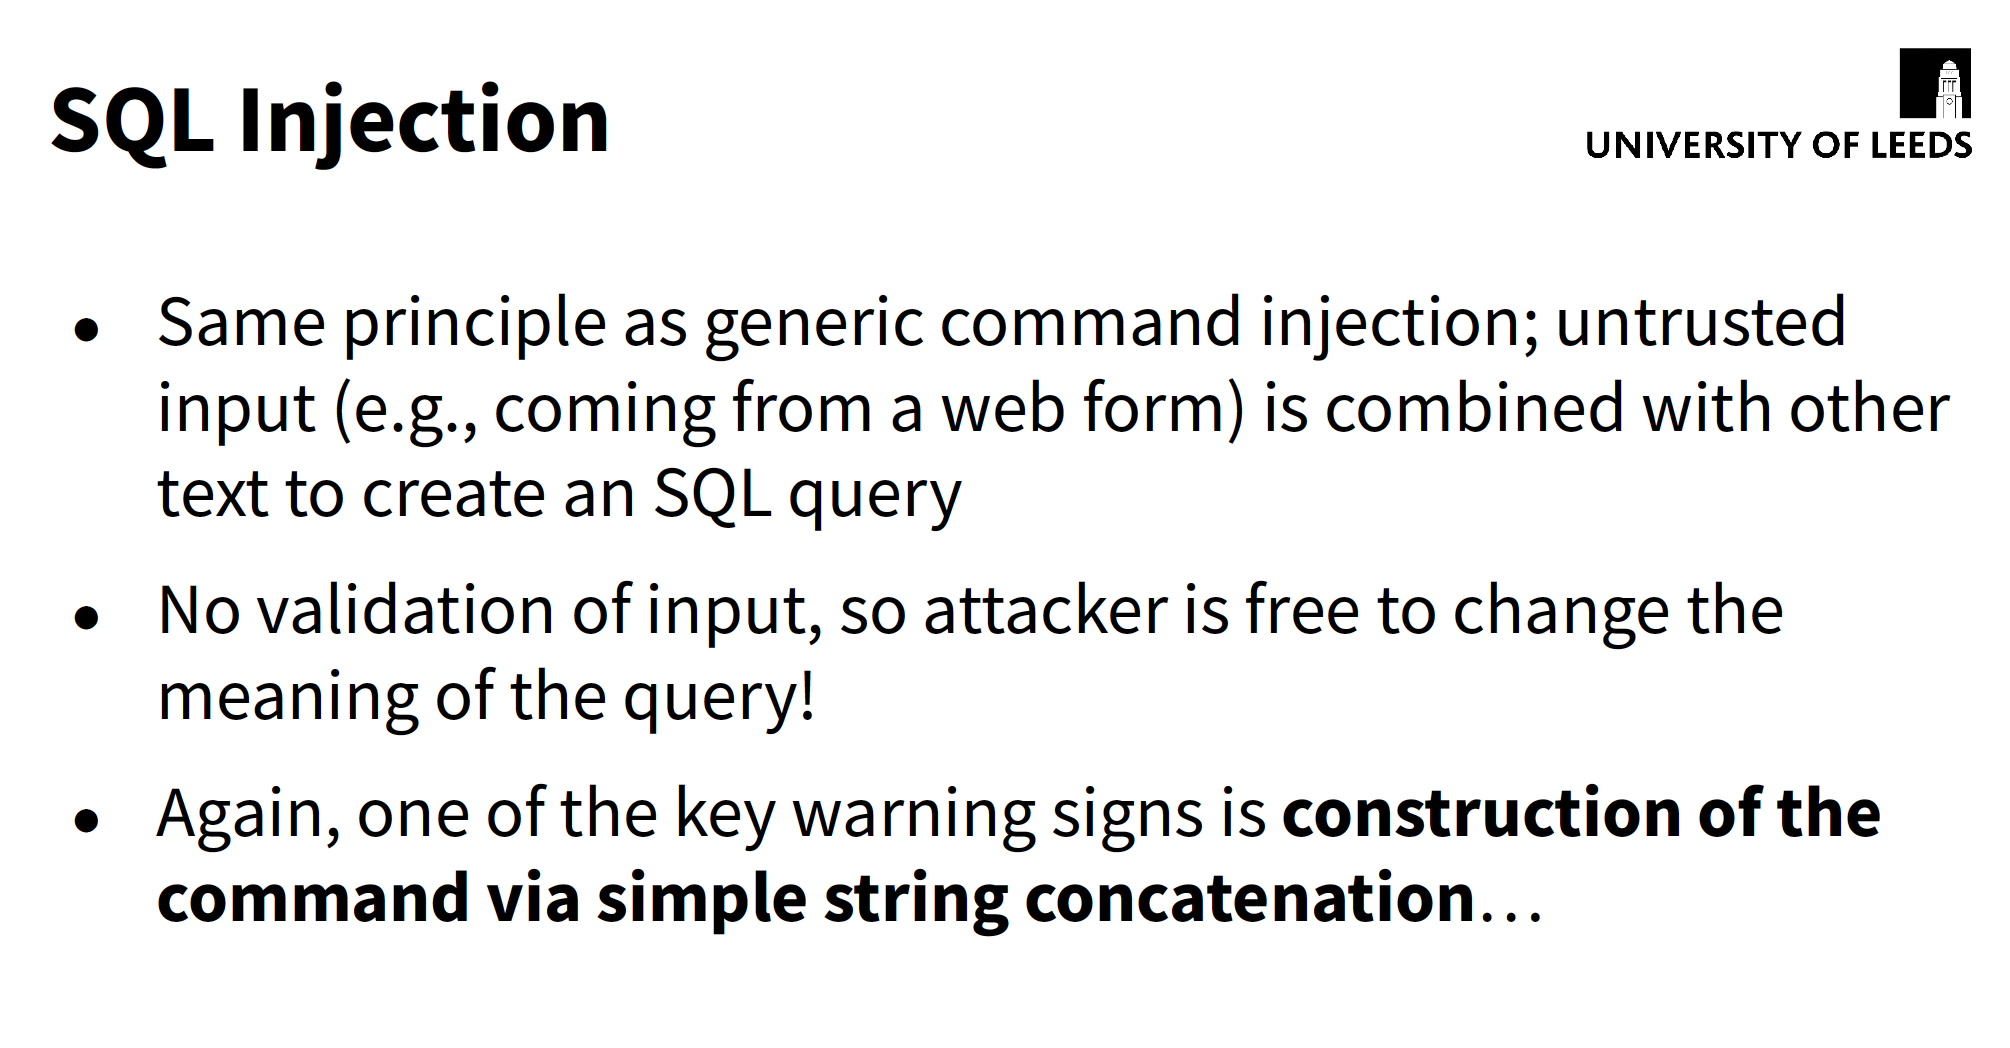 SQL Injection
UNIVERSITY OF LEEDS
● Same principle as generic command injection; untrusted
input (e.g., coming from a web form) is combined with other
text to create an SQL query
● No validation of input, so attacker is free to change the
meaning of the query!
● Again, one of the key warning signs is construction of the
command via simple string concatenation…